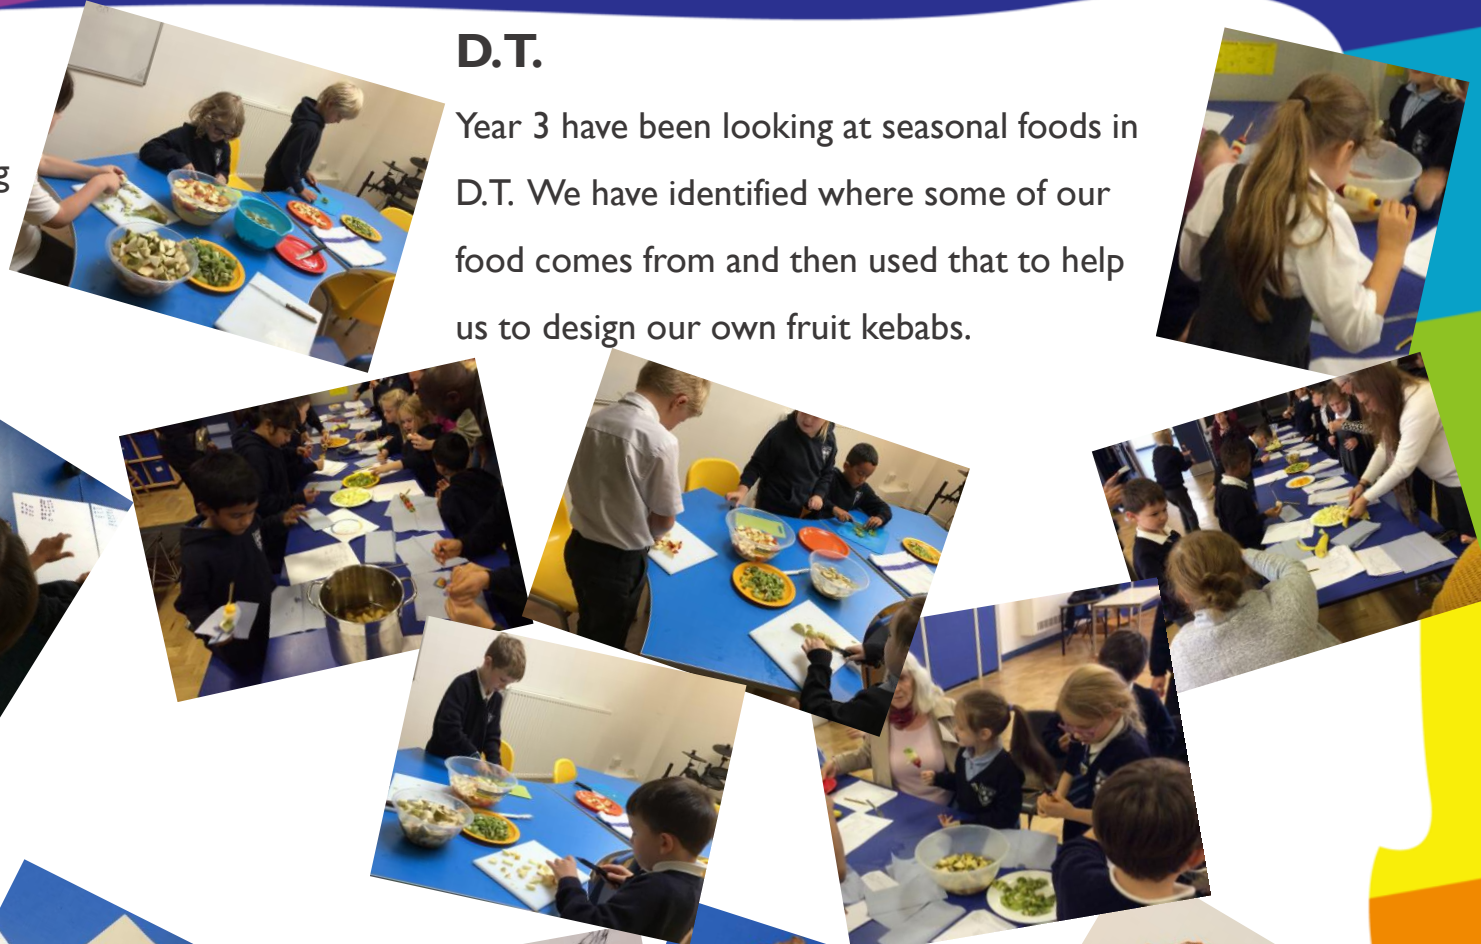 D.T.
Year 3 have been looking at seasonal foods in
D.T. We have identified where some of our
food comes from and then used that to help
us to design our own fruit kebabs.
g